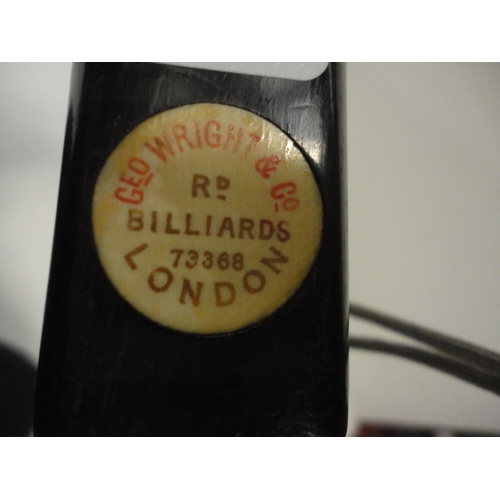 GEO WRIGHT & CO
RD
BILLIARDS
73368
LONDON